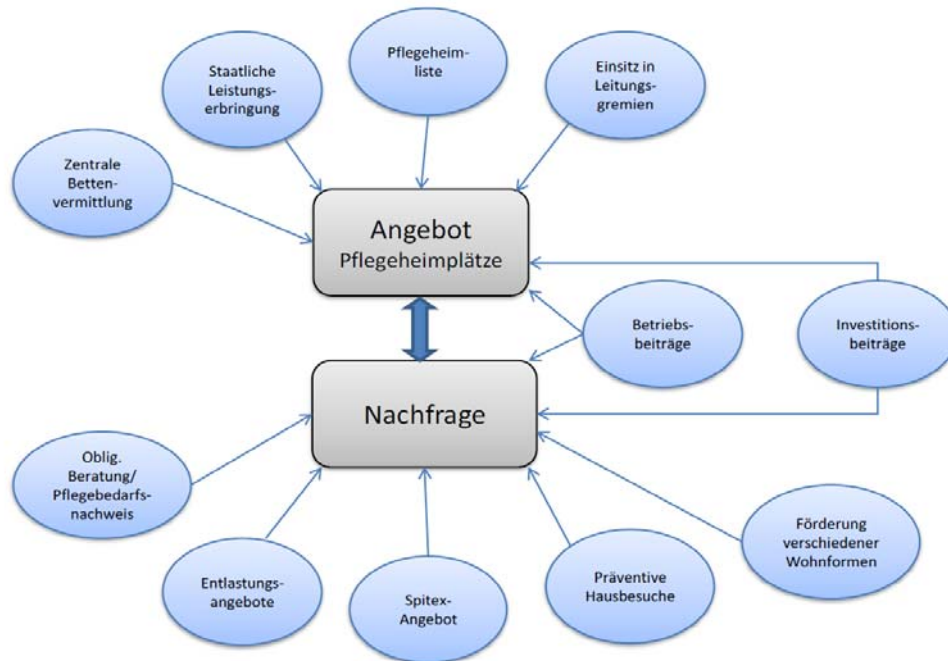 Pflegeheim-
liste
Staatliche
Leistungs-
erbringung
Einsitz in
Leitungs-
gremien
Zentrale
Betten-
vermittlung
Angebot
Pflegeheimplätze
Betriebs-
beiträge
Investitions-
beiträge
Nachfrage
Oblig.
Beratung/
Pflegebedarfs-
nachweis
Förderung
verschiedener
Wohnformen
Entlastungs-
angebote
Spitex-
Angebot
Präventive
Hausbesuche